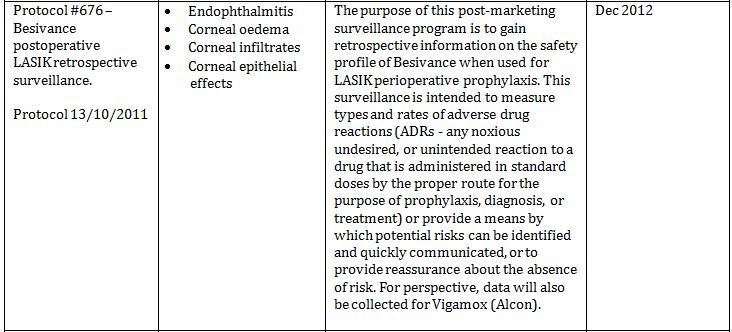 Protocol #676 –
Besivance
postoperative
LASIK retrospective
surveillance.
Protocol 13/10/2011
• Endophthalmitis
• Corneal oedema
• Corneal infiltrates
• Corneal epithelial
effects
The purpose of this post-marketing
surveillance program is to gain
retrospective information on the safety
profile of Besivance when used for
LASIK perioperative prophylaxis. This
surveillance is intended to measure
types and rates of adverse drug
reactions (ADRs - any noxious
undesired, or unintended reaction to a
drug that is administered in standard
doses by the proper route for the
purpose of prophylaxis, diagnosis, or
treatment) or provide a means by
which potential risks can be identified
and quickly communicated, or to
provide reassurance about the absence
of risk. For perspective, data will also
be collected for Vigamox (Alcon).
Dec 2012